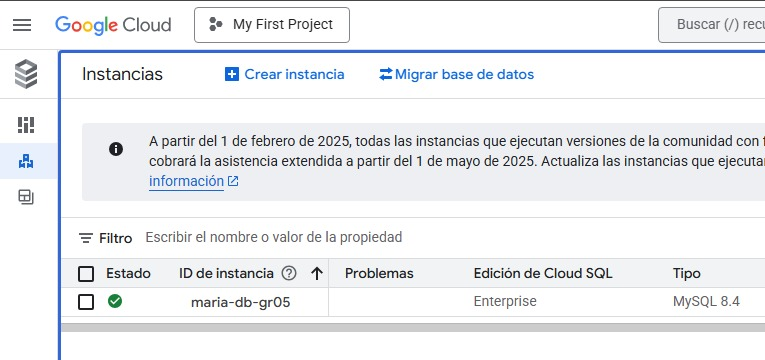 Google Cloud
My First Project
Buscar (/) recu
Instancias
Crear instancia
Migrar base de datos
A partir del 1 de febrero de 2025, todas las instancias que ejecutan versiones de la comunidad con f
cobrará la asistencia extendida a partir del 1 de mayo de 2025. Actualiza las instancias que ejecutan
información
Filtro Escribir el nombre o valor de la propiedad
Estado ID de instancia Problemas Edición de Cloud SQL Tipo
maria-db-gr05 Enterprise MySQL 8.4